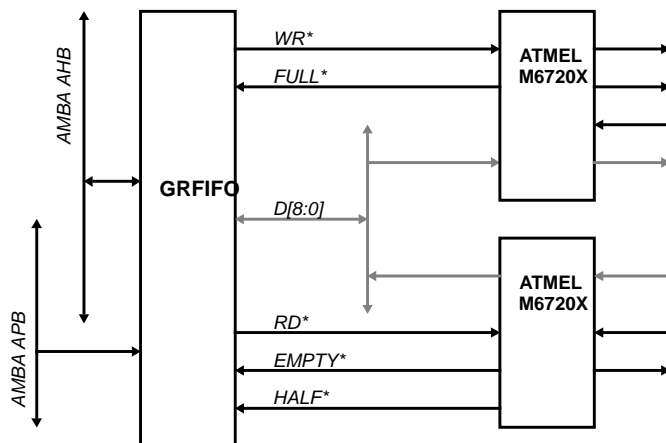 AMBA AHB
AMBA APB
GRFIFO
WR*
FULL*
D[8:0]
RD*
EMPTY*
HALF*
ATMEL
M6720X
ATMEL
M6720X